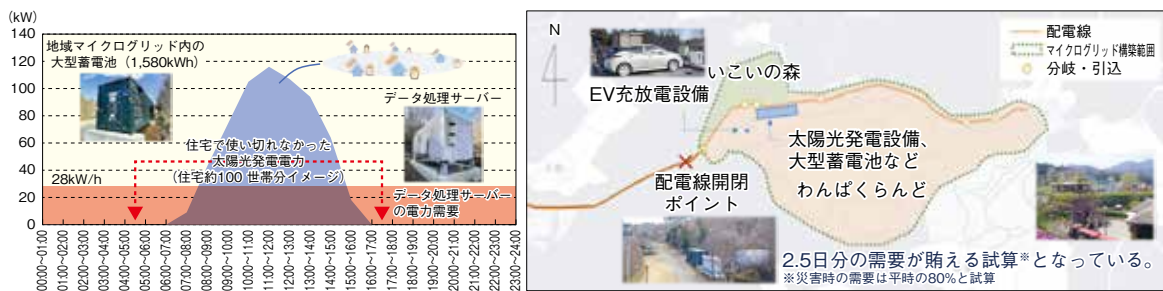 (kW)
140
120
100
80
60
40
20
0
地域マイクログリッド内の
大型蓄電池（1,580kWh）
データ処理サーバー
住宅で使い切れなかった
太陽光発電電力
（住宅約100 世帯分イメージ）
28kW/h
データ処理サーバー
の電力需要
00:00~01:00
01:00~02:00
02:00~03:00
03:00~04:00
04:00~05:00
05:00~06:00
06:00~07:00
07:00~08:00
08:00~09:00
09:00~10:00
10:00~11:00
11:00~12:00
12:00~13:00
13:00~14:00
14:00~15:00
15:00~16:00
16:00~17:00
17:00~18:00
18:00~19:00
19:00~20:00
20:00~21:00
21:00~22:00
22:00~23:00
23:00~24:00
N
配電線
マイクログリッド構築範囲
分岐・引込
いこいの森
EV充放電設備
太陽光発電設備、
大型蓄電池など
わんぱくらんど
配電線開閉
ポイント
2.5日分の需要が賄える試算※となっている。
※災害時の需要は平時の80%と試算